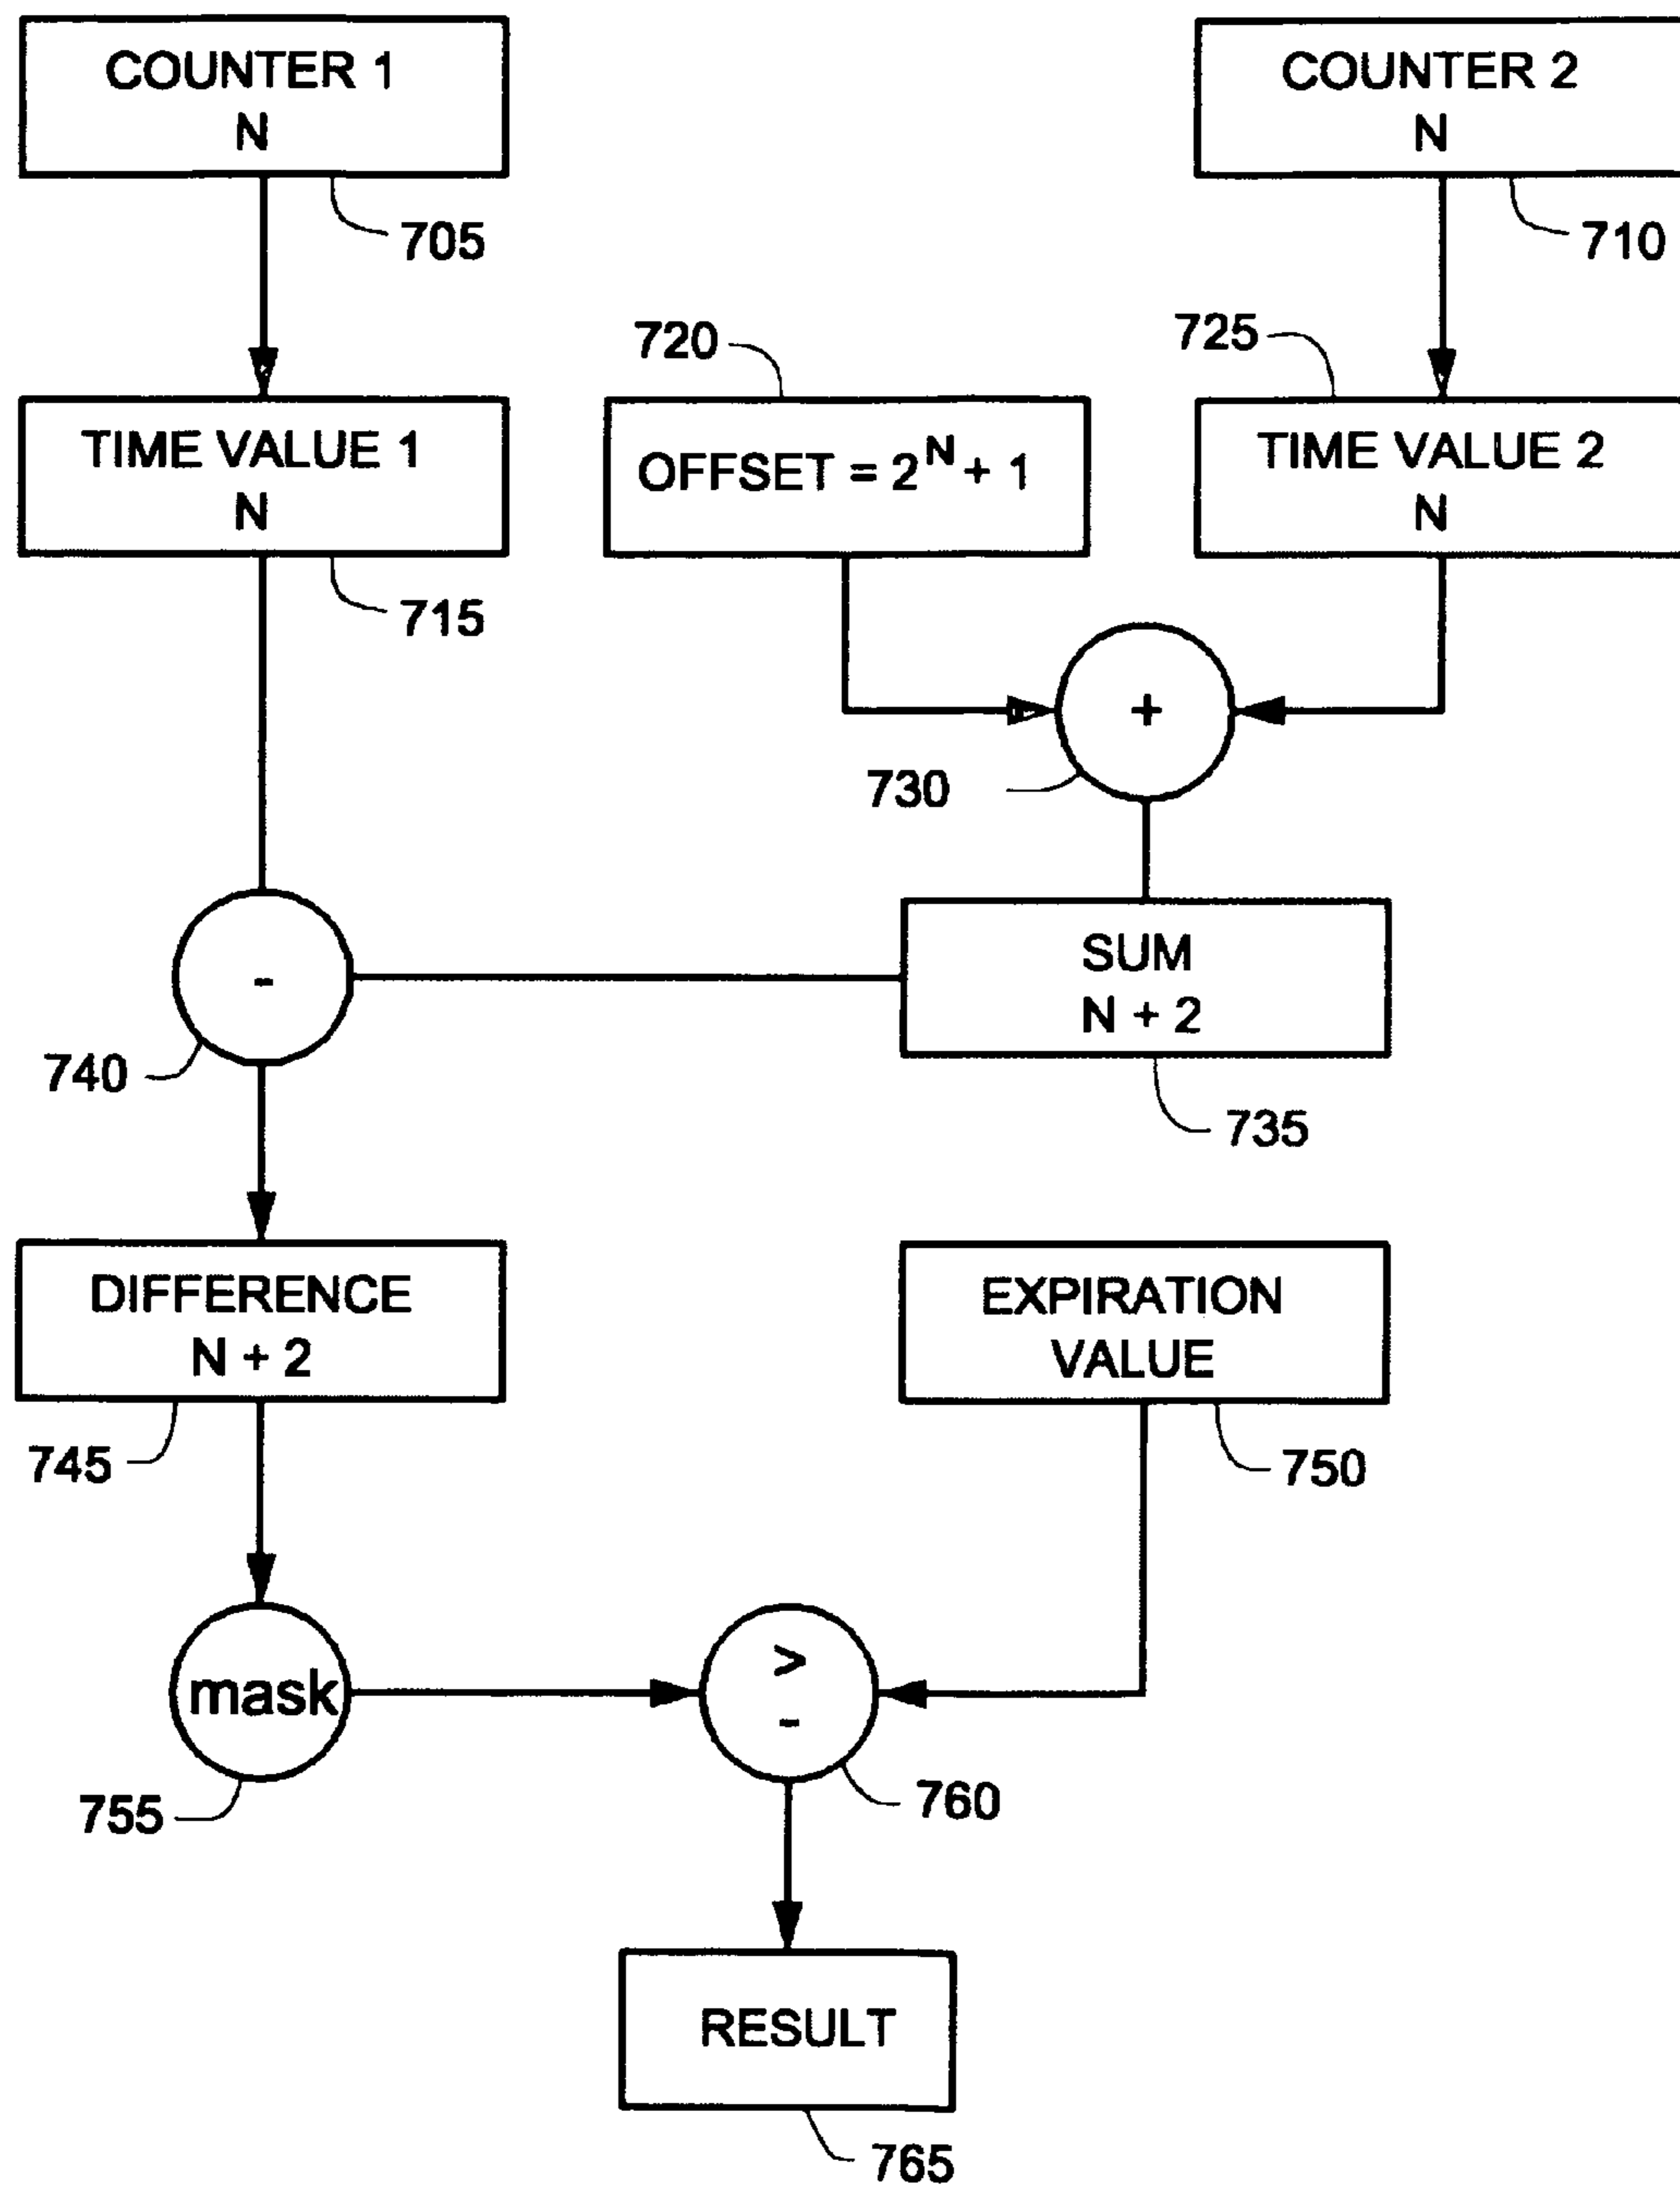 COUNTER 1
N
705
COUNTER 2
N
710
720
725
TIME VALUE 1
N
715
OFFSET = 2^N + 1
TIME VALUE 2
N
+
730
-
740
SUM
N + 2
735
DIFFERENCE
N + 2
745
EXPIRATION
VALUE
750
mask
755
>
-
760
RESULT
765